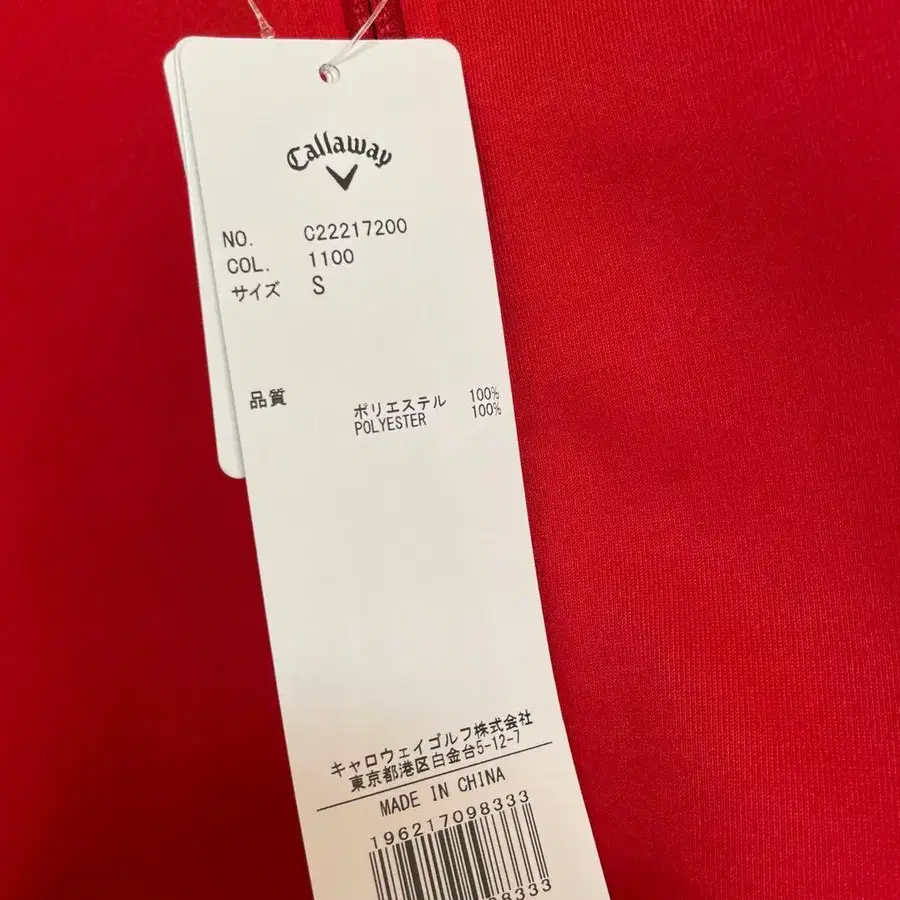 Callaway
NO. C22217200
COL. 1100
サイズ S
品質 ポリエステル 100%
POLYESTER 100%
キャロウェイゴルフ株式会社
東京都港区白金台5-12-7
MADE IN CHINA
196217098333
98333